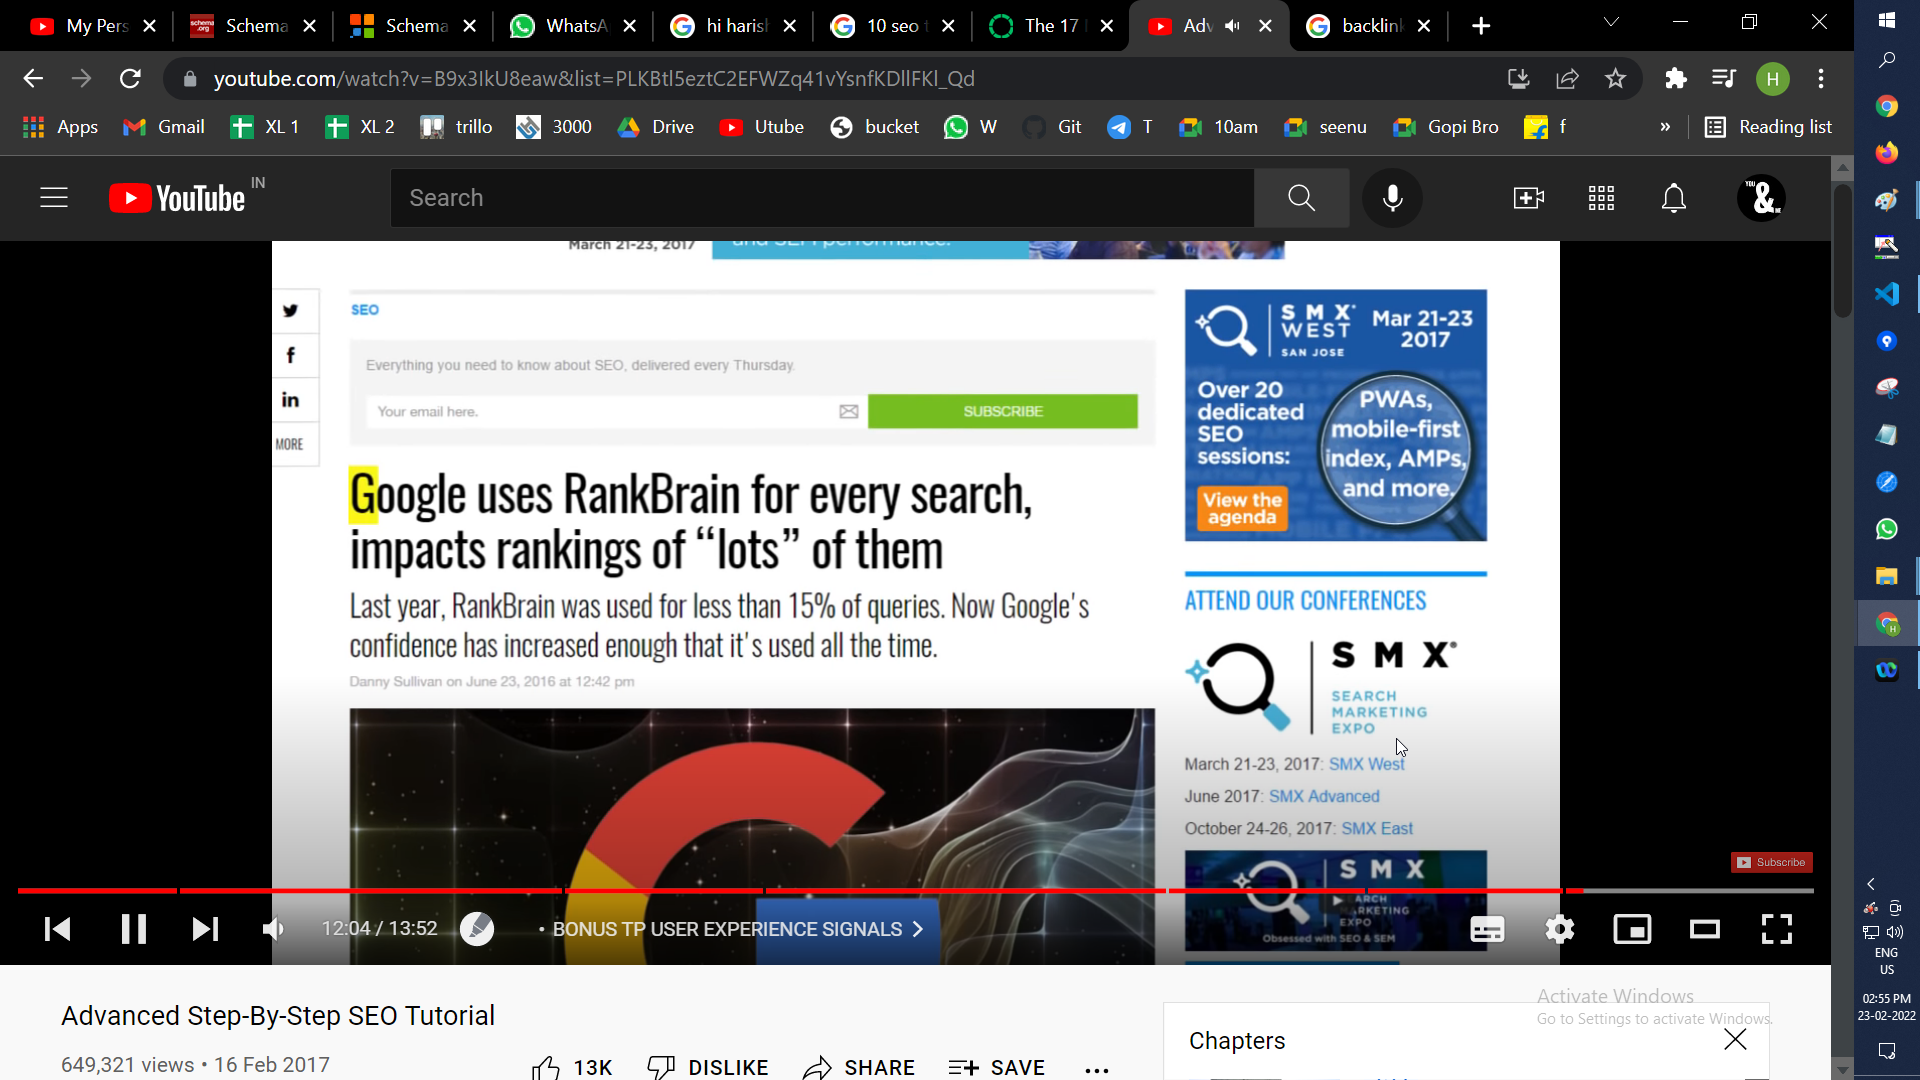 My Pers
Schema
Schema
WhatsA
hi harish
10 seo t
The 17
Adv
backlink
youtube.com/watch?v=B9x3IkU8eaw&list=PLKBtl5eztC2EFWZq41vYsnfKDllFKl_Qd
H
Apps
Gmail
XL 1
XL 2
trillo
3000
Drive
Utube
bucket
W
Git
T
10am
seenu
Gopi Bro
f
»
Reading list
YouTube IN
Search
YOU & ME
March 21-23, 2017
and SEM performance.
SEO
Everything you need to know about SEO, delivered every Thursday.
Your email here.
SUBSCRIBE
MORE
Google uses RankBrain for every search,
impacts rankings of “lots” of them
Last year, RankBrain was used for less than 15% of queries. Now Google's
confidence has increased enough that it's used all the time.
Danny Sullivan on June 23, 2016 at 12:42 pm
SMX®
WEST
SAN JOSE
Mar 21-23
2017
Over 20
dedicated
SEO
sessions:
PWAs,
mobile-first
index, AMPs,
and more.
View the
agenda
ATTEND OUR CONFERENCES
SMX®
SEARCH
MARKETING
EXPO
March 21-23, 2017: SMX West
June 2017: SMX Advanced
October 24-26, 2017: SMX East
SMX
ARCH
ARKETING
EXPO
Obsessed with SEO & SEM
Subscribe
12:04 / 13:52
• BONUS TP USER EXPERIENCE SIGNALS
Advanced Step-By-Step SEO Tutorial
649,321 views • 16 Feb 2017
13K
DISLIKE
SHARE
SAVE
Chapters
Activate Windows
Go to Settings to activate Windows.
ENG
US
02:55 PM
23-02-2022